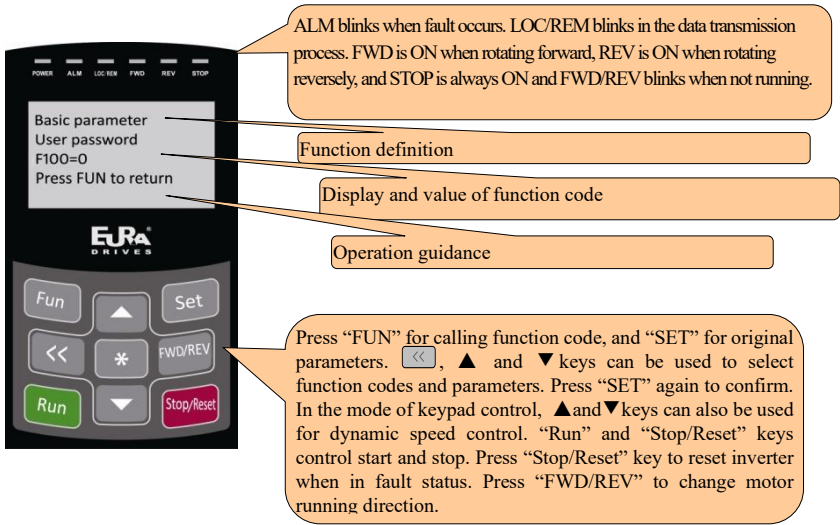 ALM blinks when fault occurs. LOC/REM blinks in the data transmission
process. FWD is ON when rotating forward, REV is ON when rotating
reversely, and STOP is always ON and FWD/REV blinks when not running.
POWER ALM LOC/REM FWD REV STOP
Basic parameter
User password
F100=0
Press FUN to return
Function definition
Display and value of function code
Operation guidance
EURA
DRIVES
Fun ▲ Set
<< * FWD/REV
Run ▼ Stop/Reset
Press “FUN” for calling function code, and “SET” for original
parameters. <<, ▲ and ▼ keys can be used to select
function codes and parameters. Press “SET” again to confirm.
In the mode of keypad control, ▲and▼keys can also be used
for dynamic speed control. “Run” and “Stop/Reset” keys
control start and stop. Press “Stop/Reset” key to reset inverter
when in fault status. Press “FWD/REV” to change motor
running direction.